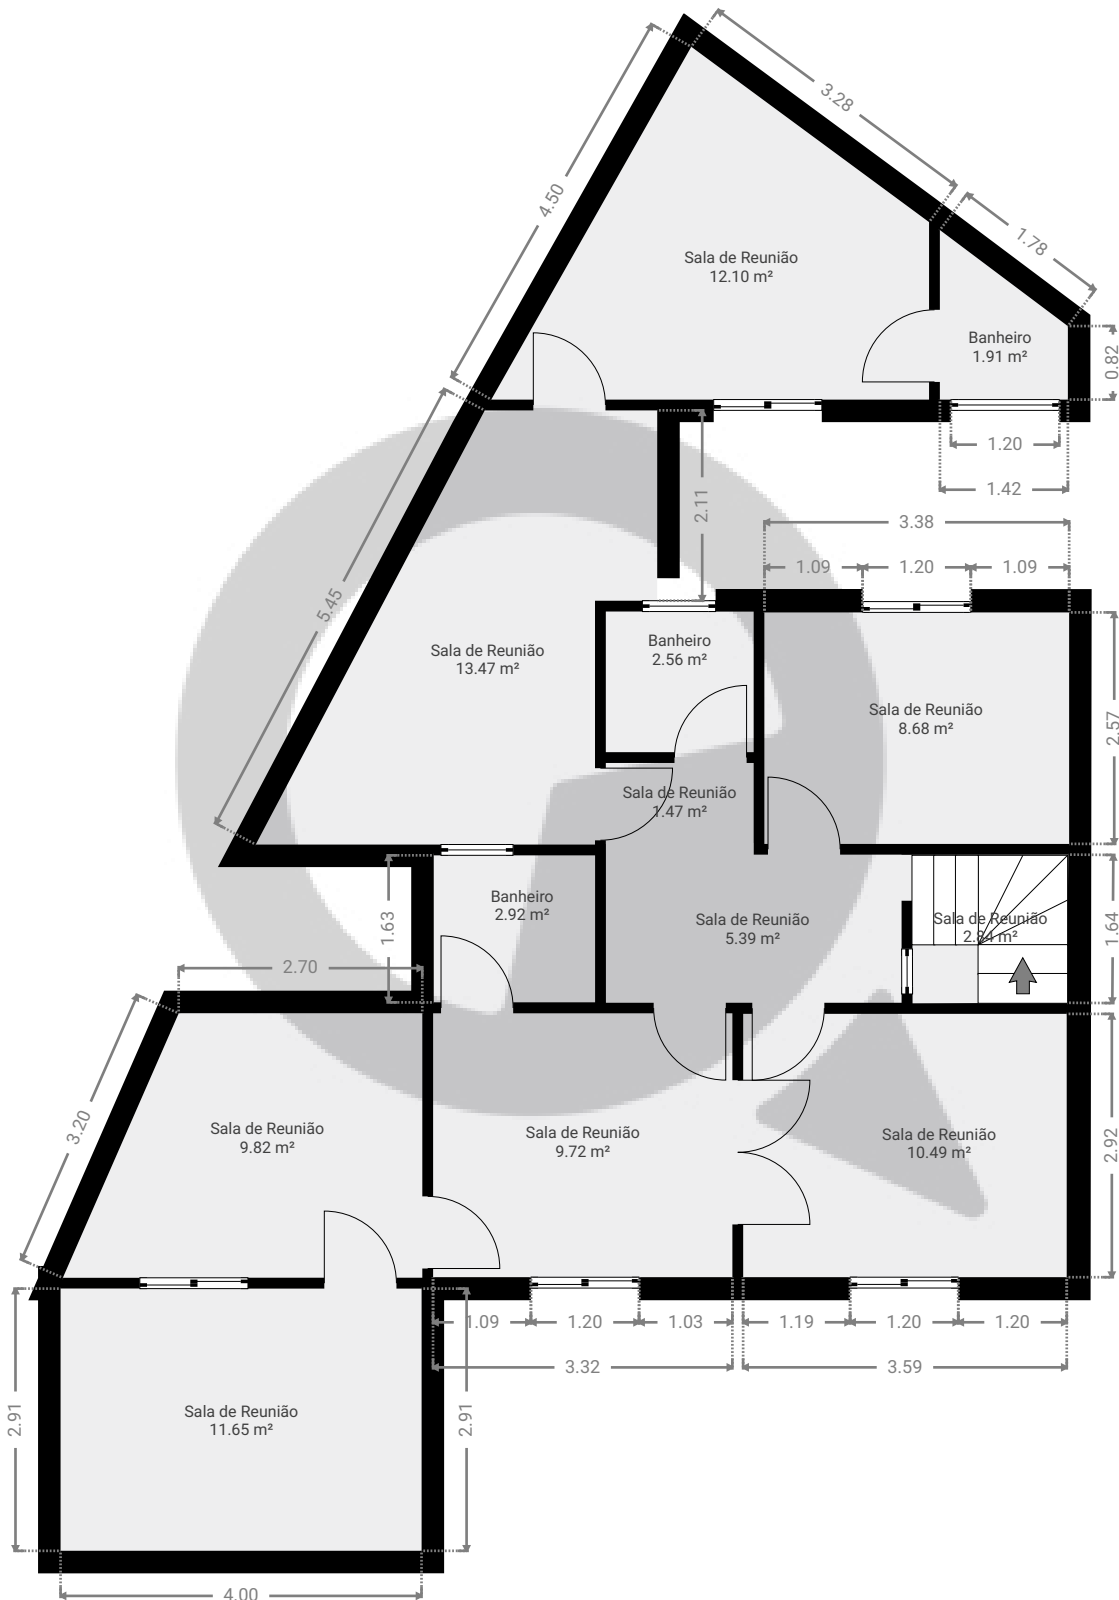 3.28
4.50
1.78
Sala de Reunião
12.10 m²
Banheiro
1.91 m²
0.82
1.20
1.42
2.11
3.38
1.09
1.20
1.09
5.45
Sala de Reunião
13.47 m²
Banheiro
2.56 m²
Sala de Reunião
8.68 m²
2.57
Sala de Reunião
1.47 m²
Banheiro
2.92 m²
1.63
Sala de Reunião
5.39 m²
Sala de Reunião
2.84 m²
1.64
2.70
3.20
Sala de Reunião
9.82 m²
Sala de Reunião
9.72 m²
Sala de Reunião
10.49 m²
2.92
1.09
1.20
1.03
1.19
1.20
1.20
3.32
3.59
2.91
Sala de Reunião
11.65 m²
2.91
4.00